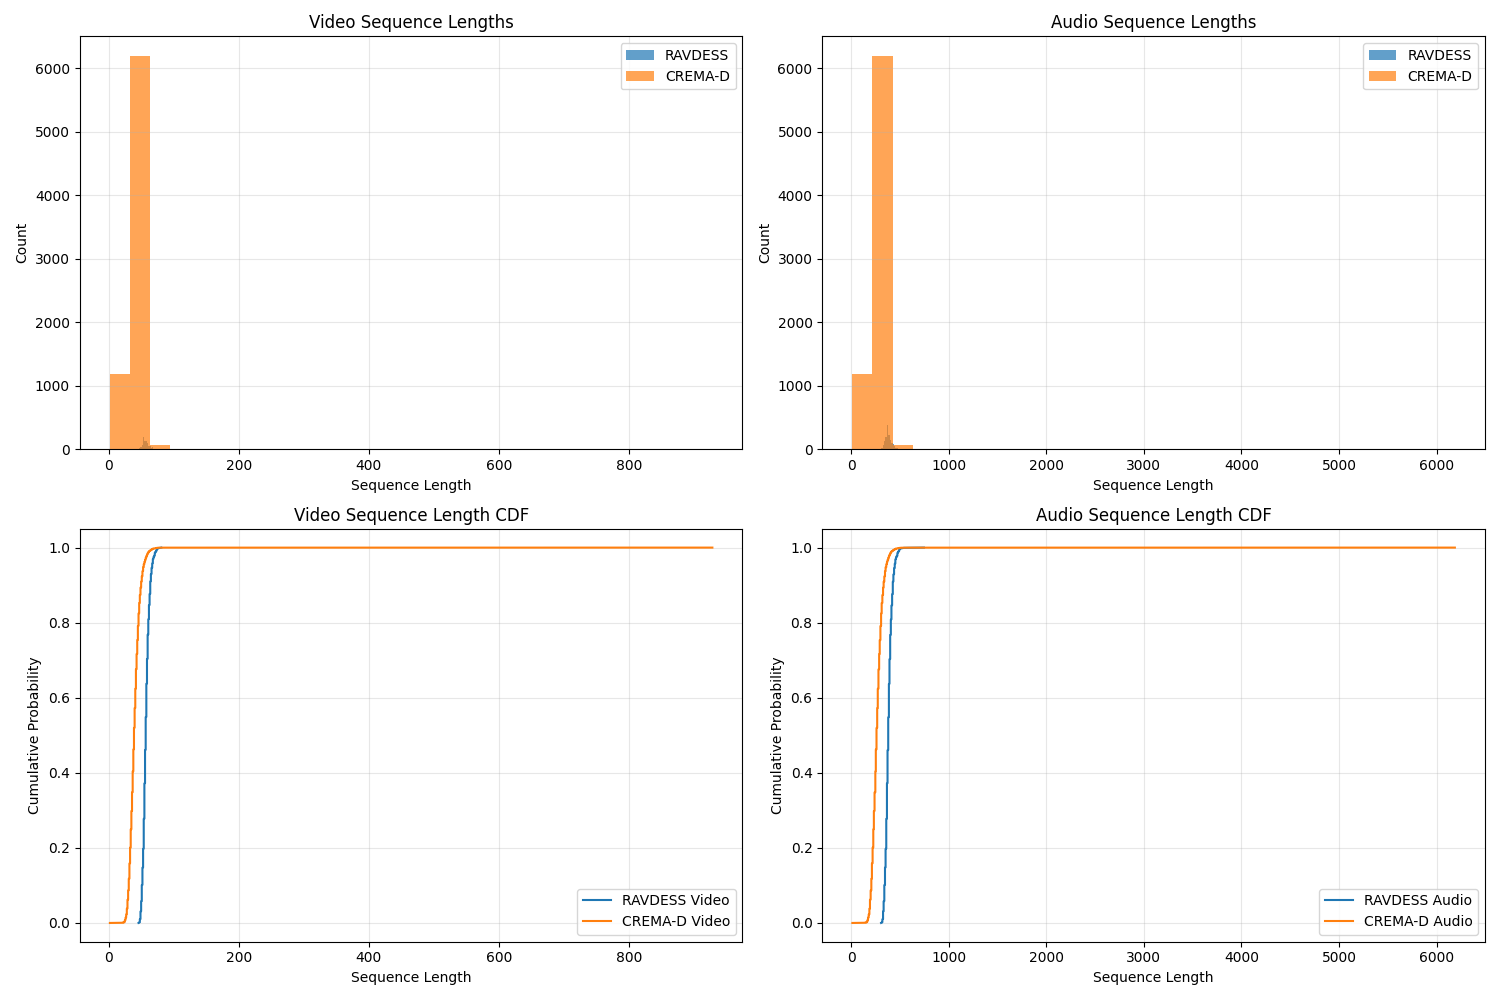 Video Sequence Lengths
RAVDESS
CREMA-D
6000
5000
4000
3000
2000
1000
0
Count
0 200 400 600 800
Sequence Length
Audio Sequence Lengths
RAVDESS
CREMA-D
6000
5000
4000
3000
2000
1000
0
Count
0 1000 2000 3000 4000 5000 6000
Sequence Length
Video Sequence Length CDF
1.0
0.8
0.6
0.4
0.2
0.0
Cumulative Probability
RAVDESS Video
CREMA-D Video
0 200 400 600 800
Sequence Length
Audio Sequence Length CDF
1.0
0.8
0.6
0.4
0.2
0.0
Cumulative Probability
RAVDESS Audio
CREMA-D Audio
0 1000 2000 3000 4000 5000 6000
Sequence Length